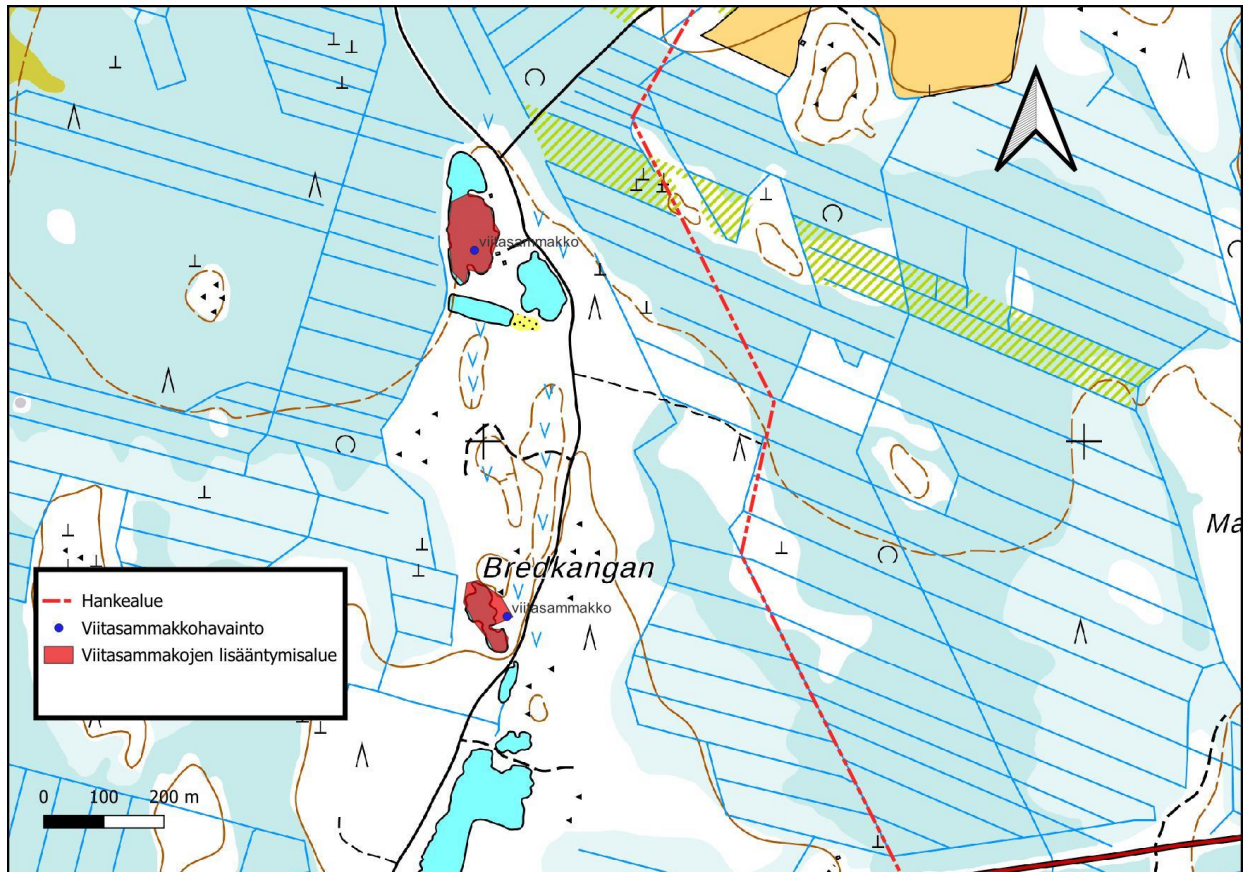 viitasammakko
Bredkangan
viitasammakko
Ma
Hankealue
Viitasammakkohavainto
Viitasammakojen lisääntymisalue
0 100 200 m